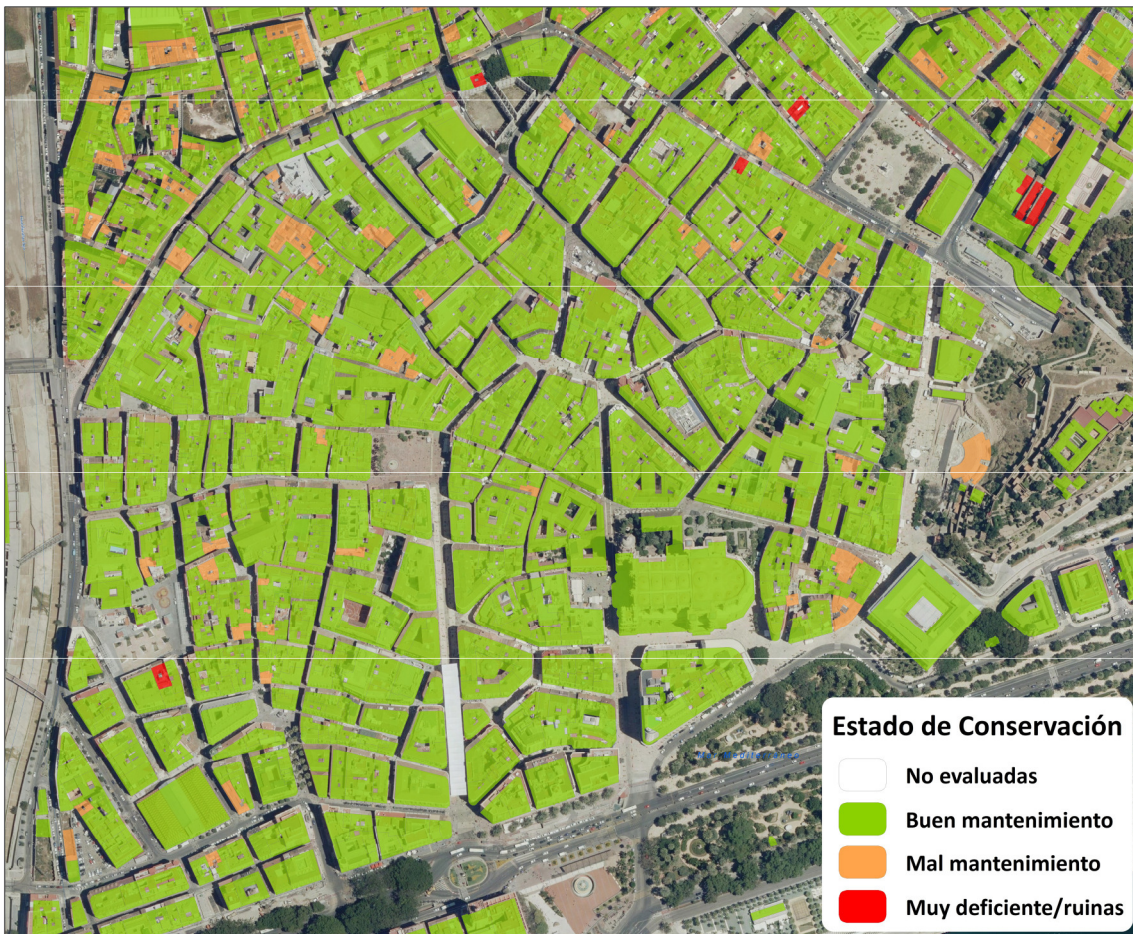 Estado de Conservación
No evaluadas
Buen mantenimiento
Mal mantenimiento
Muy deficiente/ruinas